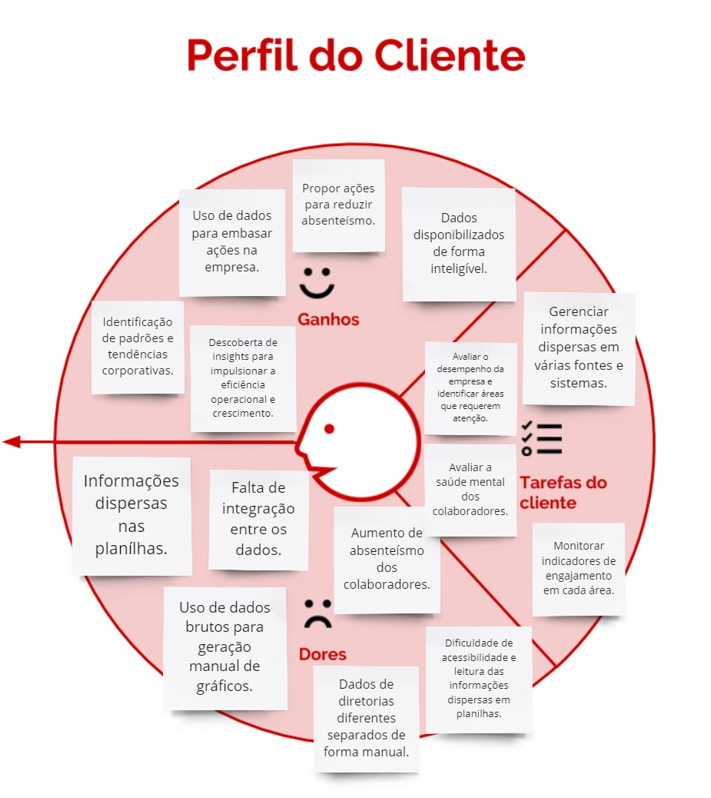 Perfil do Cliente
Propor ações
para reduzir
absenteísmo.
Uso de dados
para embasar
ações na
empresa.
Dados
disponibilizados
de forma
inteligível.
Ganhos
Identificação
de padrões e
tendências
corporativas.
Descoberta de
insights para
impulsionar a
eficiência
operacional e
crescimento.
Gerenciar
informações
dispersas em
várias fontes e
sistemas.
Avaliar o
desempenho da
empresa e
identificar áreas
que requerem
atenção.
Tarefas do
cliente
Avaliar a
saúde mental
dos
colaboradores.
Monitorar
indicadores de
engajamento
em cada área.
Informações
dispersas
nas
planílhas.
Falta de
integração
entre os
dados.
Aumento de
absenteísmo
dos
colaboradores.
Uso de dados
brutos para
geração
manual de
gráficos.
Dores
Dificuldade de
acessibilidade e
leitura das
informações
dispersas em
planilhas.
Dados de
diretorias
diferentes
separados de
forma manual.